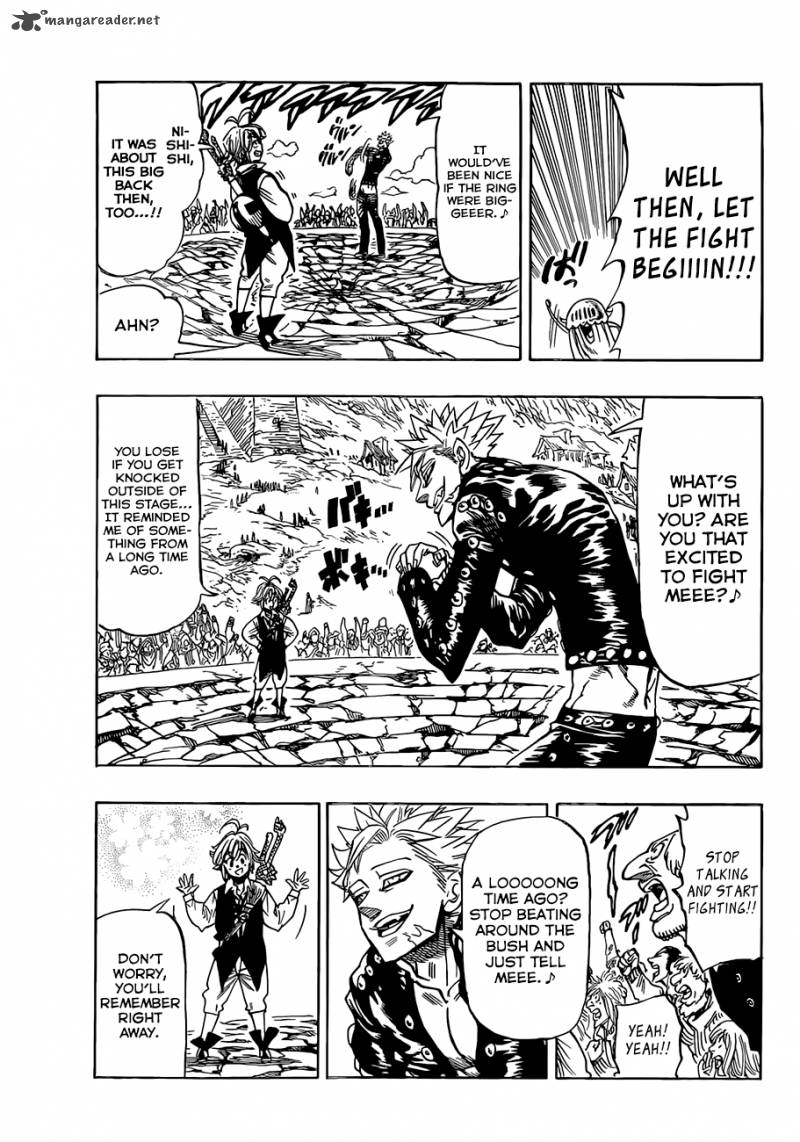 mangareader.net
WELL
THEN, LET
THE FIGHT
BEGIIIIN!!!
IT
WOULD'VE
BEEN NICE
IF THE RING
WERE BIG-
GEEER.♪
NI-
SHI-
SHI,
IT WAS
ABOUT
THIS BIG
BACK
THEN,
TOO...!!
AHN?
WHAT'S
UP WITH
YOU? ARE
YOU THAT
EXCITED
TO FIGHT
MEEE?♪
バキ…
ボキ…
YOU LOSE
IF YOU GET
KNOCKED
OUTSIDE OF
THIS STAGE...
IT REMINDED
ME OF SOME-
THING FROM
A LONG TIME
AGO.
STOP
TALKING
AND START
FIGHTING!!
YEAH!
YEAH!!
A LOOOOONG
TIME AGO?
STOP BEATING
AROUND THE
BUSH AND
JUST TELL
MEEE.♪
DON'T
WORRY,
YOU'LL
REMEMBER
RIGHT
AWAY.